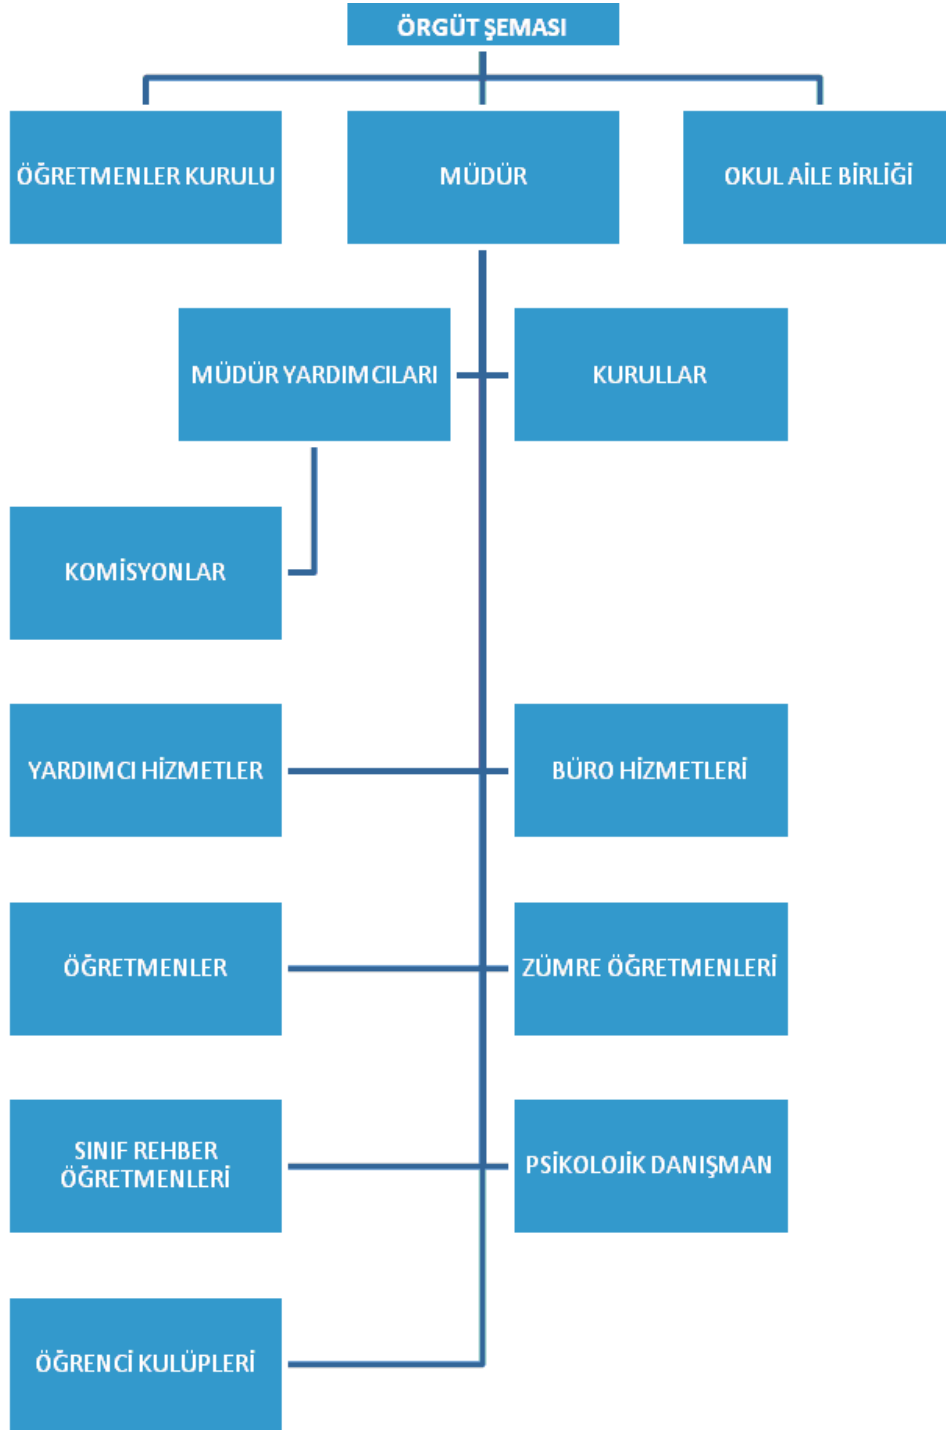 ÖRGÜT ŞEMASI
ÖĞRETMENLER KURULU
MÜDÜR
OKUL AİLE BİRLİĞİ
MÜDÜR YARDIMCILARI
KURULLAR
KOMİSYONLAR
YARDIMCI HİZMETLER
BÜRO HİZMETLERİ
ÖĞRETMENLER
ZÜMRE ÖĞRETMENLERİ
SINIF REHBER
ÖĞRETMENLERİ
PSİKOLOJİK DANIŞMAN
ÖĞRENCİ KULÜPLERİ